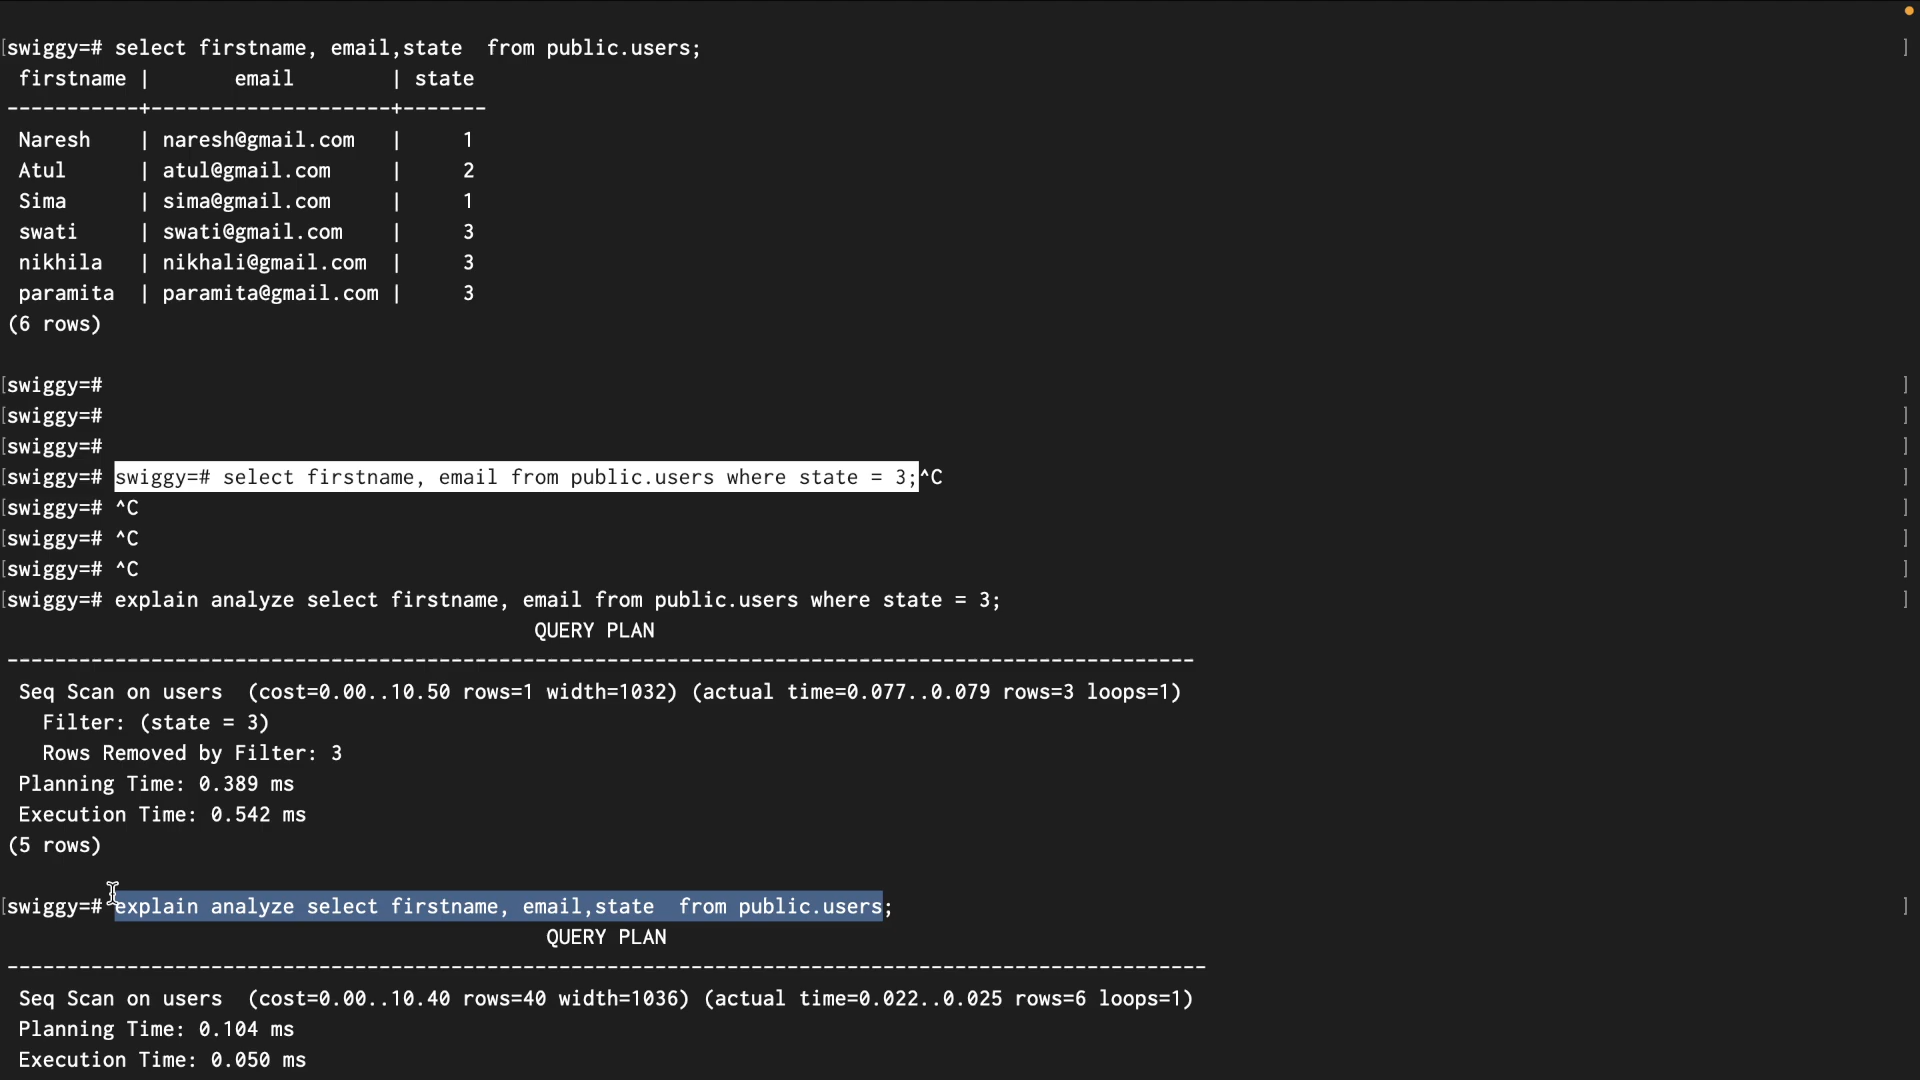 [swiggy=# select firstname, email,state  from public.users; ]
 firstname |       email        | state
-----------+--------------------+-------
 Naresh    | naresh@gmail.com   |     1
 Atul      | atul@gmail.com     |     2
 Sima      | sima@gmail.com     |     1
 swati     | swati@gmail.com    |     3
 nikhila   | nikhali@gmail.com  |     3
 paramita  | paramita@gmail.com |     3
(6 rows)
[swiggy=# ]
[swiggy=# ]
[swiggy=# ]
[swiggy=# swiggy=# select firstname, email from public.users where state = 3;^C ]
[swiggy=# ^C ]
[swiggy=# ^C ]
[swiggy=# ^C ]
[swiggy=# explain analyze select firstname, email from public.users where state = 3; ]
QUERY PLAN
---------------------------------------------------------------------------------------------------
 Seq Scan on users  (cost=0.00..10.50 rows=1 width=1032) (actual time=0.077..0.079 rows=3 loops=1)
   Filter: (state = 3)
   Rows Removed by Filter: 3
 Planning Time: 0.389 ms
 Execution Time: 0.542 ms
(5 rows)
[swiggy=# explain analyze select firstname, email,state  from public.users; ]
QUERY PLAN
----------------------------------------------------------------------------------------------------
 Seq Scan on users  (cost=0.00..10.40 rows=40 width=1036) (actual time=0.022..0.025 rows=6 loops=1)
 Planning Time: 0.104 ms
 Execution Time: 0.050 ms